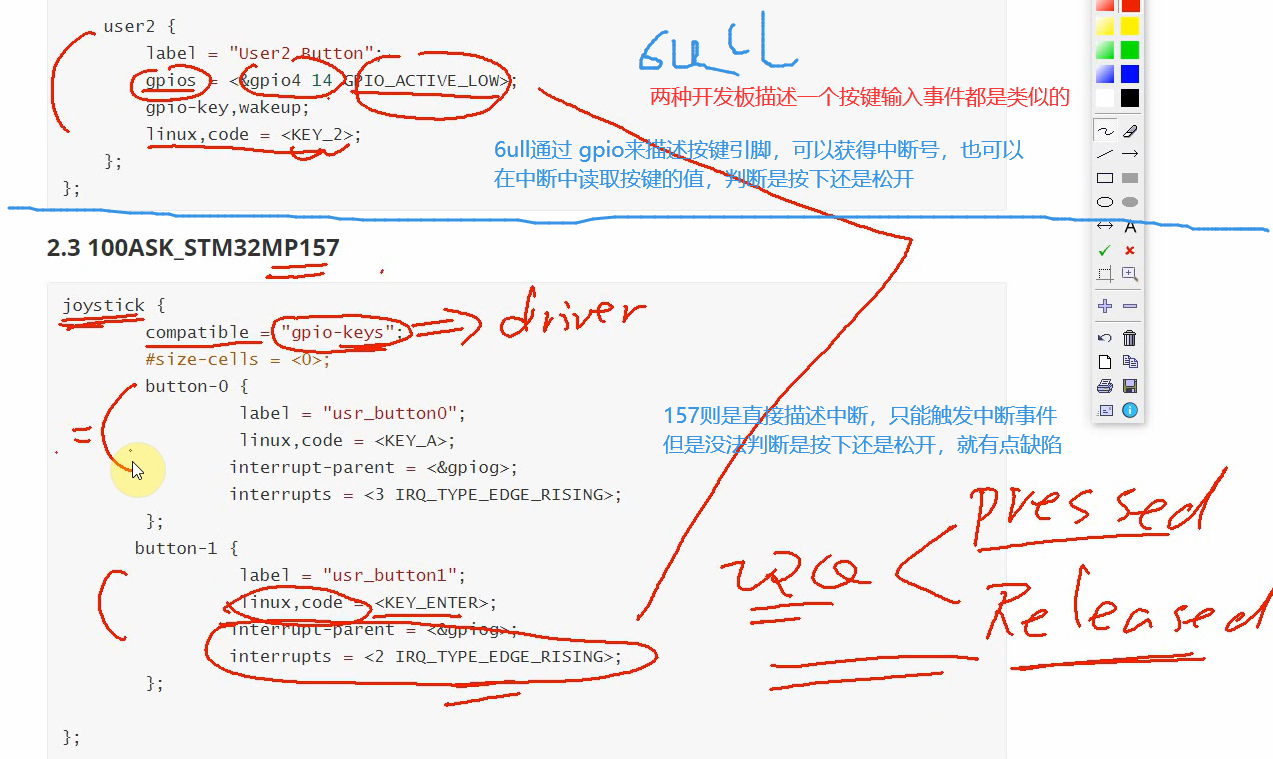 user2 {
label = "User2 Button";
gpios = <&gpio4 14 GPIO_ACTIVE_LOW>;
gpio-key,wakeup;
linux,code = <KEY_2>;
};
};
6ull
两种开发板描述一个按键输入事件都是类似的
6ull通过 gpio来描述按键引脚，可以获得中断号，也可以
在中断中读取按键的值，判断是按下还是松开
2.3 100ASK_STM32MP157
joystick {
compatible = "gpio-keys";
driver
#size-cells = <0>;
button-0 {
label = "usr_button0";
linux,code = <KEY_A>;
interrupt-parent = <&gpiog>;
interrupts = <3 IRQ_TYPE_EDGE_RISING>;
};
157则是直接描述中断，只能触发中断事件
但是没法判断是按下还是松开，就有点缺陷
button-1 {
label = "usr_button1";
linux,code = <KEY_ENTER>;
interrupt-parent = <&gpiog>;
interrupts = <2 IRQ_TYPE_EDGE_RISING>;
};
};
IRQ
pressed
Released
A